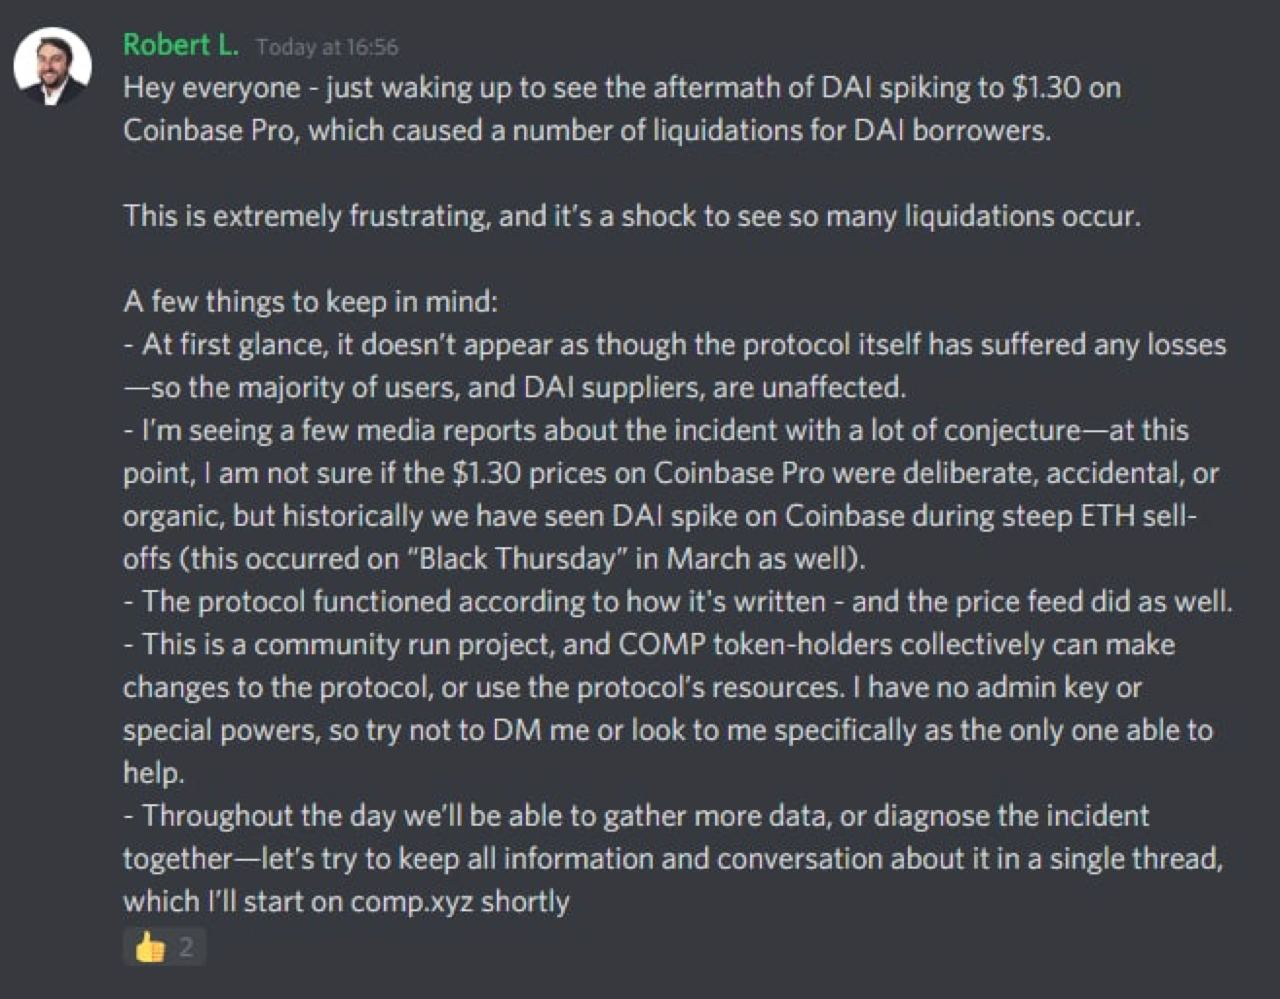 Robert L. Today at 16:56
Hey everyone - just waking up to see the aftermath of DAI spiking to $1.30 on
Coinbase Pro, which caused a number of liquidations for DAI borrowers.
This is extremely frustrating, and it’s a shock to see so many liquidations occur.
A few things to keep in mind:
- At first glance, it doesn’t appear as though the protocol itself has suffered any losses
—so the majority of users, and DAI suppliers, are unaffected.
- I’m seeing a few media reports about the incident with a lot of conjecture—at this
point, I am not sure if the $1.30 prices on Coinbase Pro were deliberate, accidental, or
organic, but historically we have seen DAI spike on Coinbase during steep ETH sell-
offs (this occurred on “Black Thursday” in March as well).
- The protocol functioned according to how it's written - and the price feed did as well.
- This is a community run project, and COMP token-holders collectively can make
changes to the protocol, or use the protocol’s resources. I have no admin key or
special powers, so try not to DM me or look to me specifically as the only one able to
help.
- Throughout the day we’ll be able to gather more data, or diagnose the incident
together—let’s try to keep all information and conversation about it in a single thread,
which I’ll start on comp.xyz shortly
👍 2